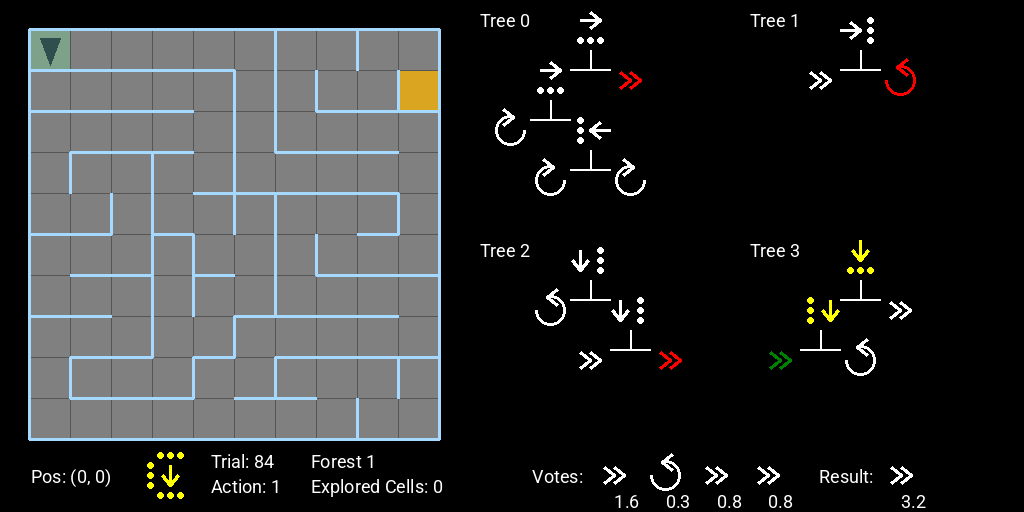 Tree 0
Tree 1
Tree 2
Tree 3
Pos: (0, 0)
Trial: 84
Forest 1
Action: 1
Explored Cells: 0
Votes:
1.6
0.3
0.8
0.8
Result:
3.2